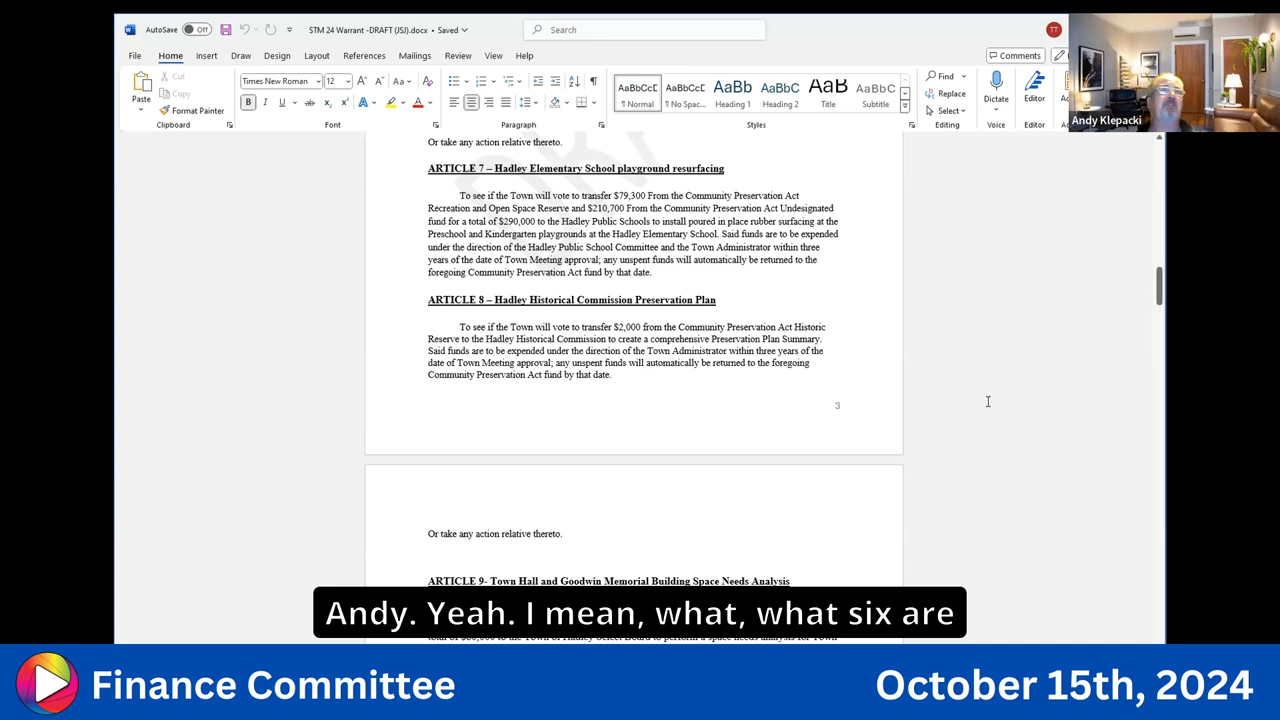 AutoSave Off STM 24 Warrant -DRAFT (JSJ).docx • Saved Search TT
File Home Insert Draw Design Layout References Mailings Review View Help Comments
Paste Cut Copy Format Painter Times New Roman 12 Find Replace Select Dictate Editor
AaBbCcD Normal AaBbCcD No Spac... AaBb Heading 1 AaBbC Heading 2 AaB Title AaBbC Subtitle
Clipboard Font Paragraph Styles Editing Voice Editor
Andy Klepacki
Or take any action relative thereto.
ARTICLE 7 – Hadley Elementary School playground resurfacing
To see if the Town will vote to transfer $79,300 From the Community Preservation Act
Recreation and Open Space Reserve and $210,700 From the Community Preservation Act Undesignated
fund for a total of $290,000 to the Hadley Public Schools to install poured in place rubber surfacing at the
Preschool and Kindergarten playgrounds at the Hadley Elementary School. Said funds are to be expended
under the direction of the Hadley Public School Committee and the Town Administrator within three
years of the date of Town Meeting approval; any unspent funds will automatically be returned to the
foregoing Community Preservation Act fund by that date.
ARTICLE 8 – Hadley Historical Commission Preservation Plan
To see if the Town will vote to transfer $2,000 from the Community Preservation Act Historic
Reserve to the Hadley Historical Commission to create a comprehensive Preservation Plan Summary.
Said funds are to be expended under the direction of the Town Administrator within three years of the
date of Town Meeting approval; any unspent funds will automatically be returned to the foregoing
Community Preservation Act fund by that date.
3
Or take any action relative thereto.
ARTICLE 9- Town Hall and Goodwin Memorial Building Space Needs Analysis
Andy. Yeah. I mean, what, what six are
Finance Committee
October 15th, 2024